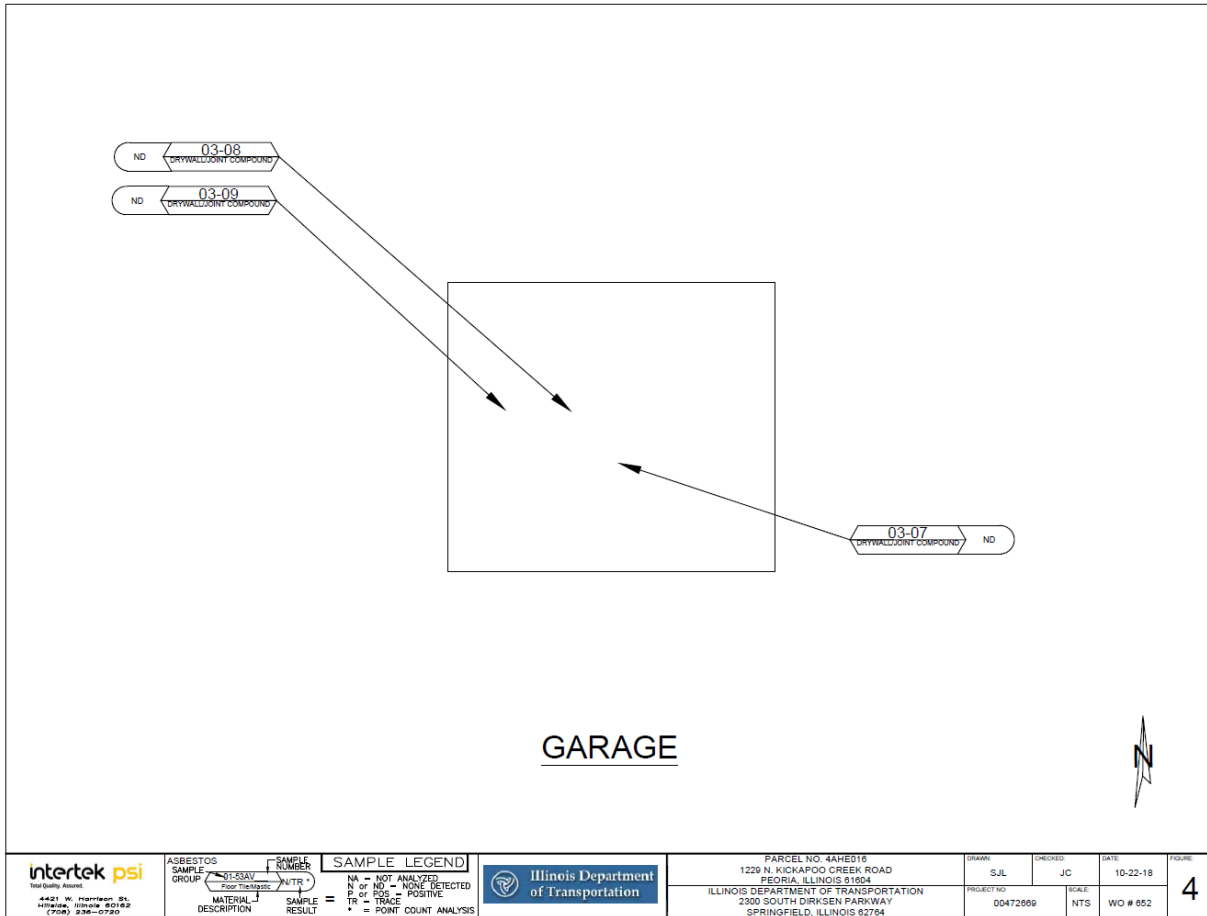 ND
03-08
DRYWALL/JOINT COMPOUND
ND
03-09
DRYWALL/JOINT COMPOUND
03-07
DRYWALL/JOINT COMPOUND
ND
GARAGE
N
intertek psi
Total Quality. Assured.
4421 W. Harrison St.
Hillside, Illinois 60162
(708) 236-0720
ASBESTOS
SAMPLE
GROUP
SAMPLE
NUMBER
01-53AV
Floor Tile/Mastic
N/TR *
MATERIAL
DESCRIPTION
SAMPLE
RESULT
=
SAMPLE LEGEND
NA - NOT ANALYZED
N or ND - NONE DETECTED
P or POS - POSITIVE
TR - TRACE
* = POINT COUNT ANALYSIS
Illinois Department
of Transportation
PARCEL NO. 4AHE016
1229 N. KICKAPOO CREEK ROAD
PEORIA, ILLINOIS 61604
ILLINOIS DEPARTMENT OF TRANSPORTATION
2300 SOUTH DIRKSEN PARKWAY
SPRINGFIELD, ILLINOIS 62764
DRAWN:
SJL
CHECKED:
JC
DATE:
10-22-18
PROJECT NO:
00472669
SCALE:
NTS
WO # 652
FIGURE:
4